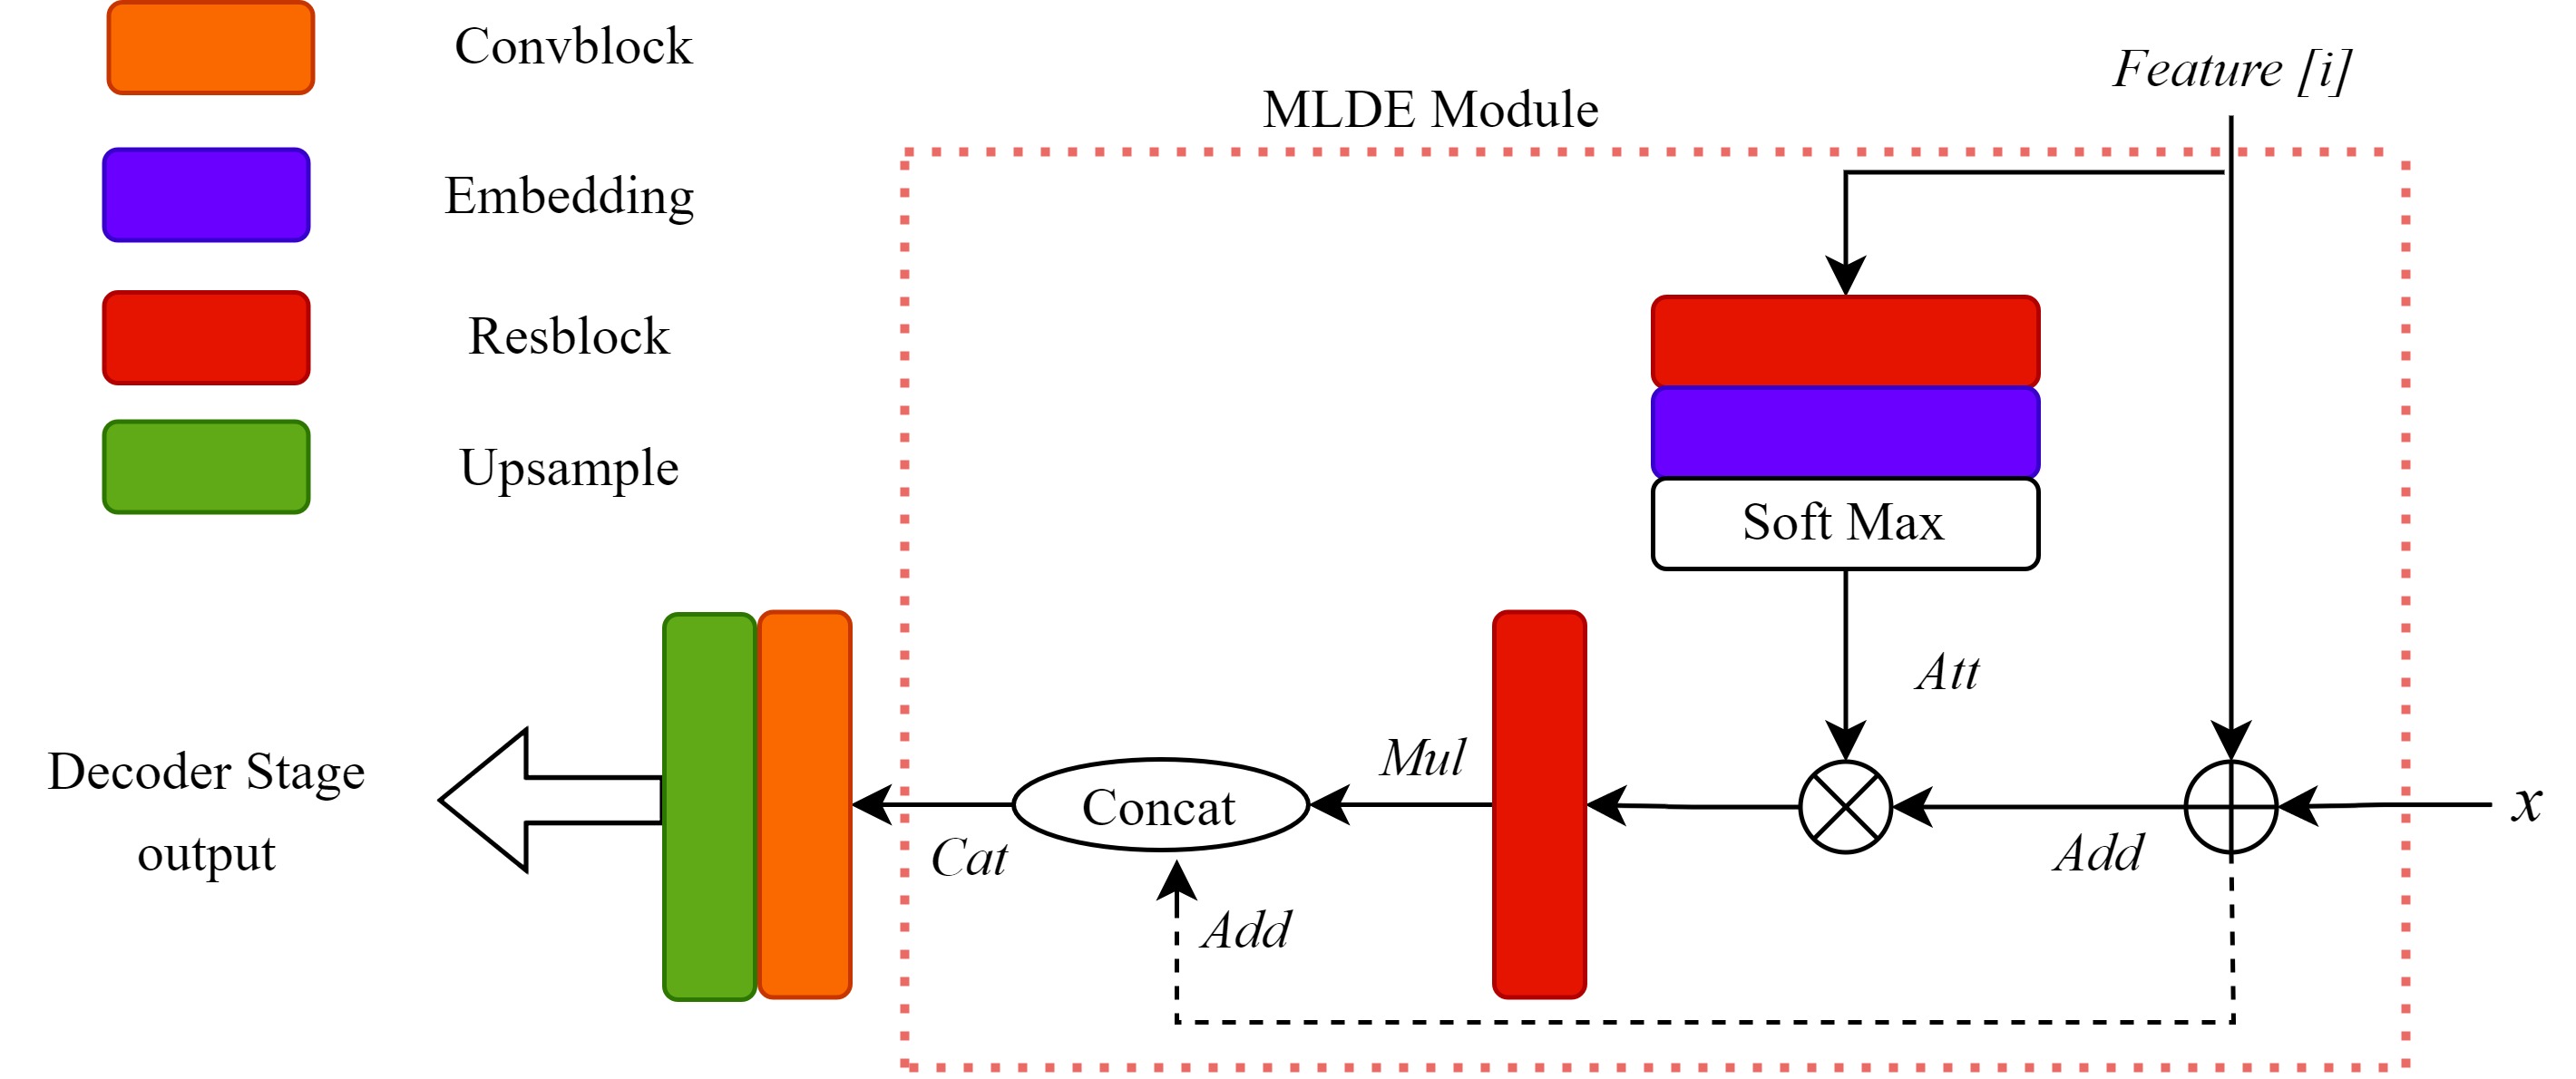 Convblock
Embedding
Resblock
Upsample
MLDE Module
Feature [i]
Soft Max
Att
Mul
Concat
Cat
Add
Add
x
Decoder Stage
output